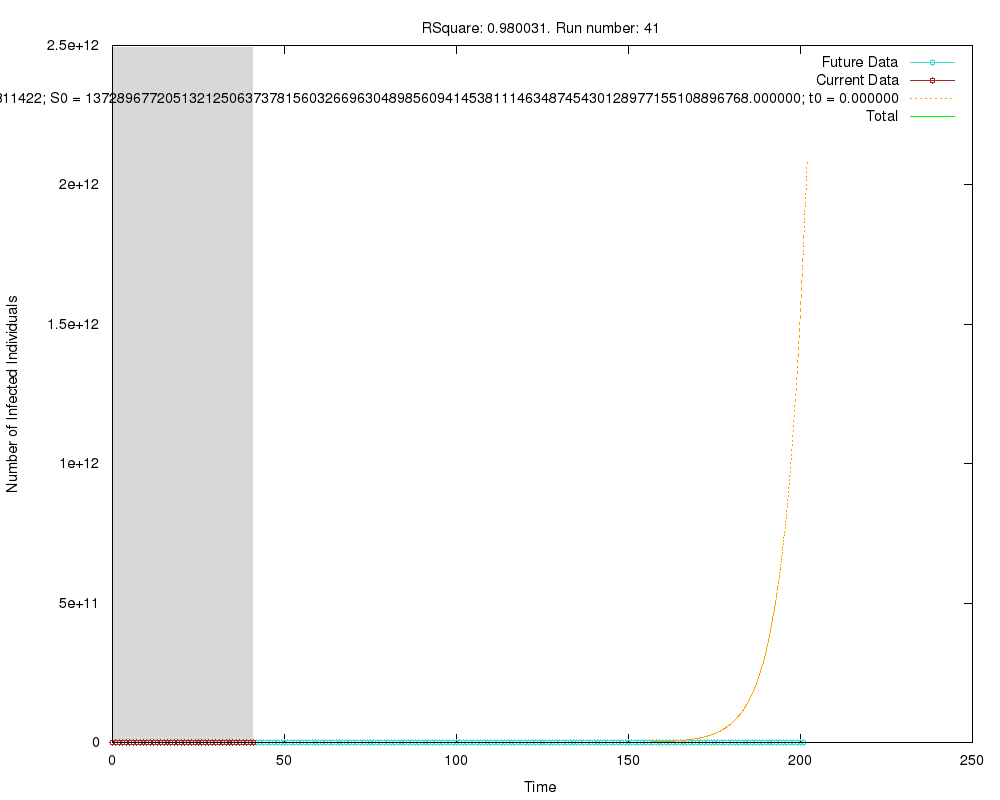 RSquare: 0.980031. Run number: 41
2.5e+12
2e+12
1.5e+12
1e+12
5e+11
0
Future Data
Current Data
311422; S0 = 137289677205132125063737815603266963048985609414538111463487454301289771551088967​68.000000; t0 = 0.000000
Total
Number of Infected Individuals
0
50
100
150
200
250
Time